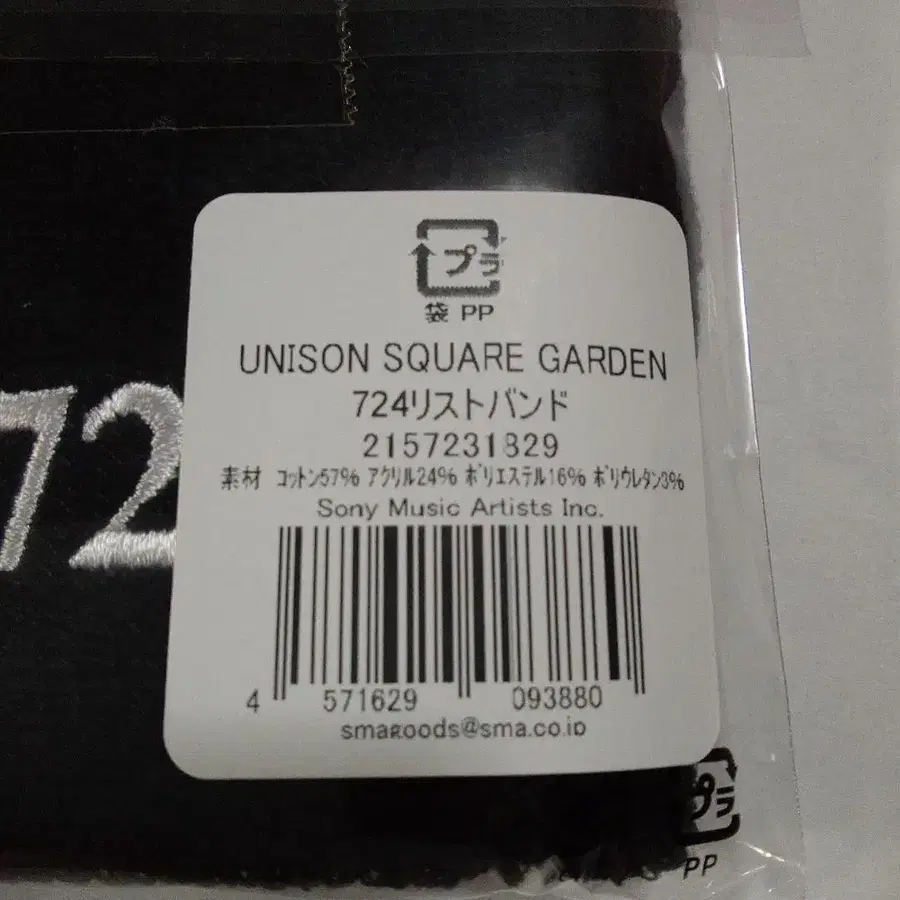 プラ
袋 PP
UNISON SQUARE GARDEN
724リストバンド
2157231829
素材 コットン57% アクリル24% ポリエステル16% ポリウレタン3%
Sony Music Artists Inc.
4 571629 093880
smagoods@sma.co.jp
72
プラ
PP